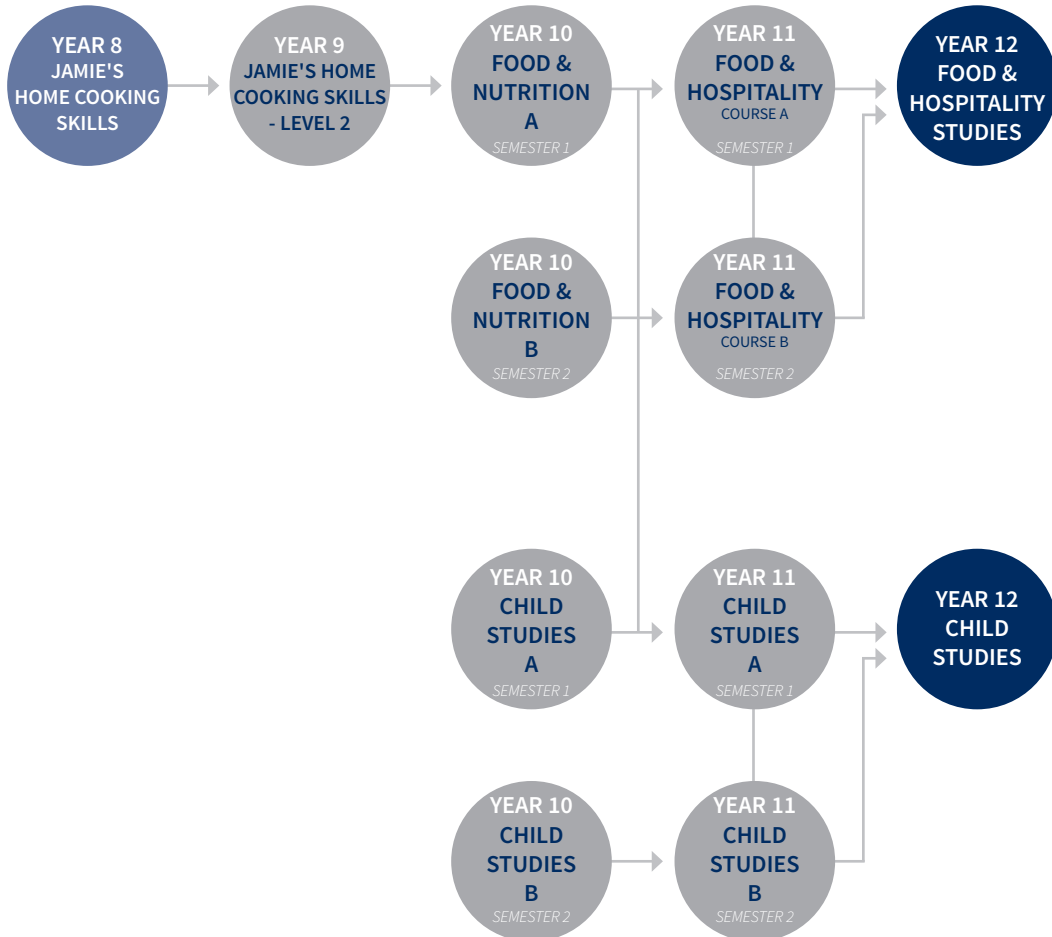 YEAR 8
JAMIE'S
HOME COOKING
SKILLS
YEAR 9
JAMIE'S HOME
COOKING SKILLS
- LEVEL 2
YEAR 10
FOOD &
NUTRITION
A
SEMESTER 1
YEAR 11
FOOD &
HOSPITALITY
COURSE A
SEMESTER 1
YEAR 12
FOOD &
HOSPITALITY
STUDIES
YEAR 10
FOOD &
NUTRITION
B
SEMESTER 2
YEAR 11
FOOD &
HOSPITALITY
COURSE B
SEMESTER 2
YEAR 10
CHILD
STUDIES
A
SEMESTER 1
YEAR 11
CHILD
STUDIES
A
SEMESTER 1
YEAR 12
CHILD
STUDIES
YEAR 10
CHILD
STUDIES
B
SEMESTER 2
YEAR 11
CHILD
STUDIES
B
SEMESTER 2